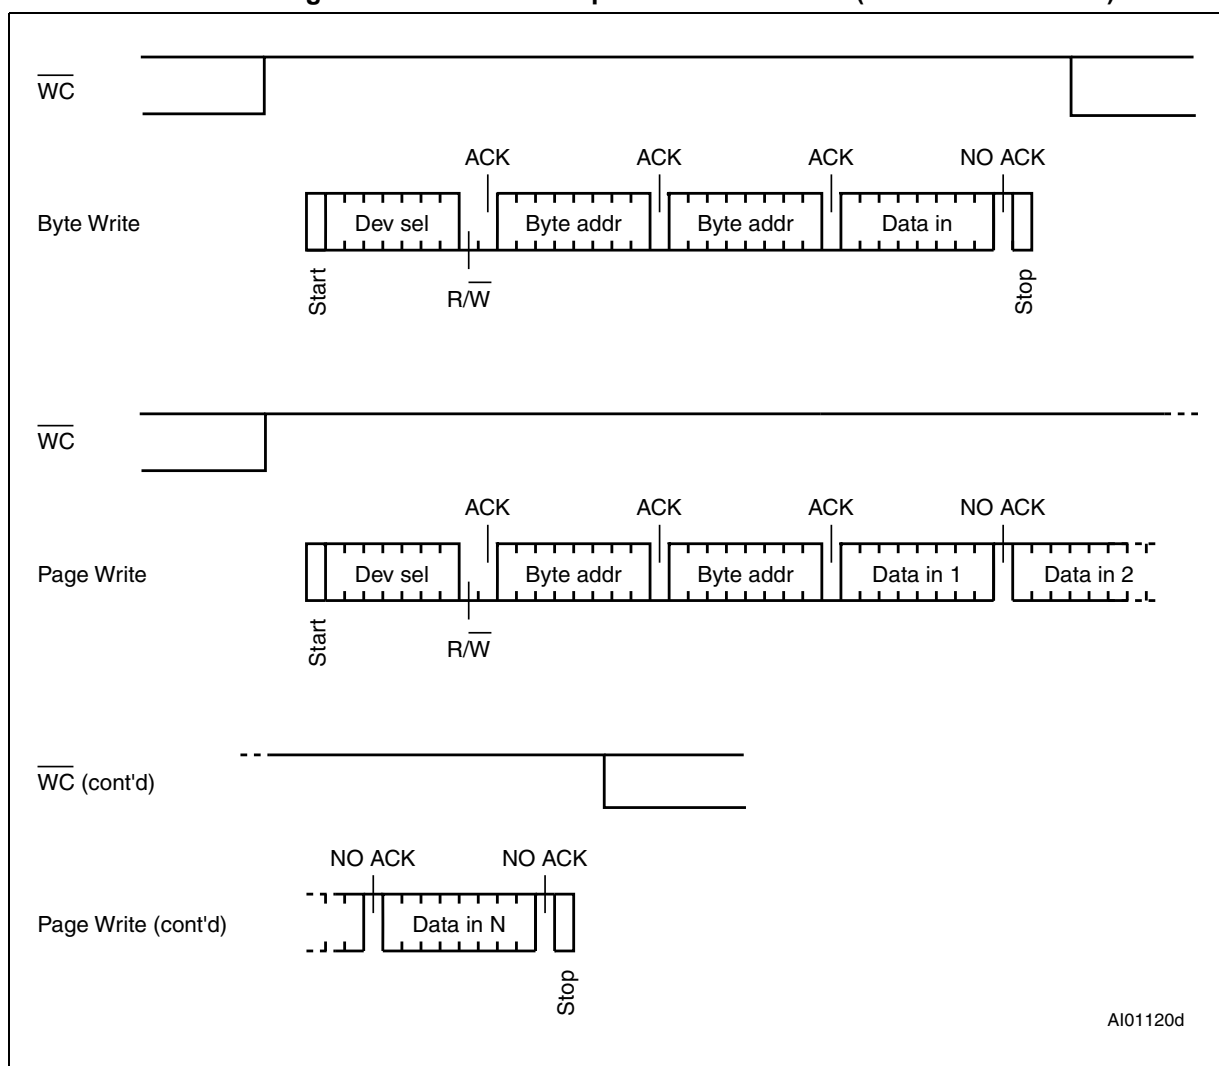 WC
ACK ACK ACK NO ACK
Byte Write Dev sel Byte addr Byte addr Data in
Start R/W Stop
WC
ACK ACK ACK NO ACK
Page Write Dev sel Byte addr Byte addr Data in 1 Data in 2
Start R/W
WC (cont'd)
NO ACK NO ACK
Page Write (cont'd) Data in N
Stop
AI01120d